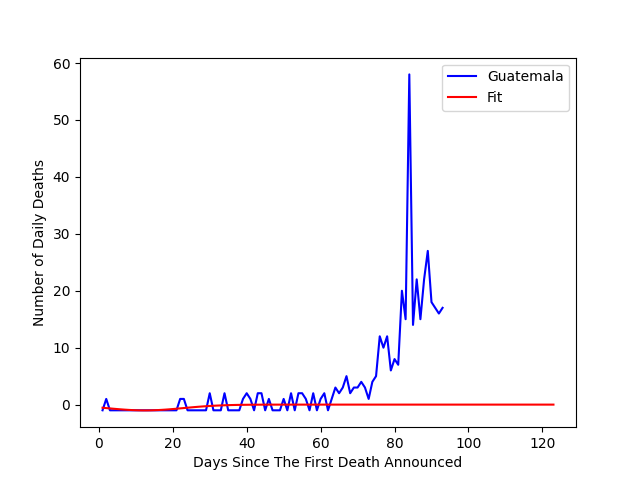 Guatemala
Fit
60
50
40
30
20
10
0
Number of Daily Deaths
0 20 40 60 80 100 120
Days Since The First Death Announced